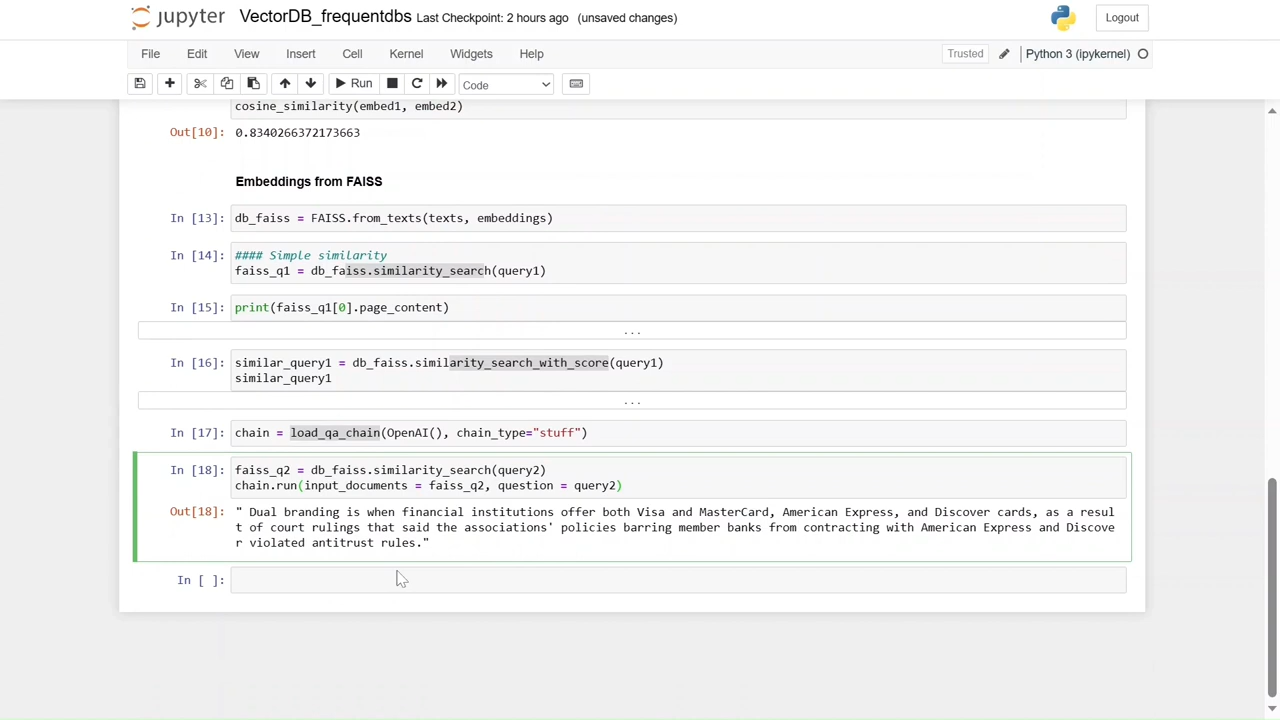 jupyter VectorDB_frequentdbs Last Checkpoint: 2 hours ago (unsaved changes) Logout
File Edit View Insert Cell Kernel Widgets Help Trusted Python 3 (ipykernel)
Run Code
cosine_similarity(embed1, embed2)
Out[10]: 0.8340266372173663
Embeddings from FAISS
In [13]: db_faiss = FAISS.from_texts(texts, embeddings)
In [14]: #### Simple similarity
faiss_q1 = db_faiss.similarity_search(query1)
In [15]: print(faiss_q1[0].page_content)
...
In [16]: similar_query1 = db_faiss.similarity_search_with_score(query1)
similar_query1
...
In [17]: chain = load_qa_chain(OpenAI(), chain_type="stuff")
In [18]: faiss_q2 = db_faiss.similarity_search(query2)
chain.run(input_documents = faiss_q2, question = query2)
Out[18]: " Dual branding is when financial institutions offer both Visa and MasterCard, American Express, and Discover cards, as a resul
t of court rulings that said the associations' policies barring member banks from contracting with American Express and Discove
r violated antitrust rules."
In [ ]: